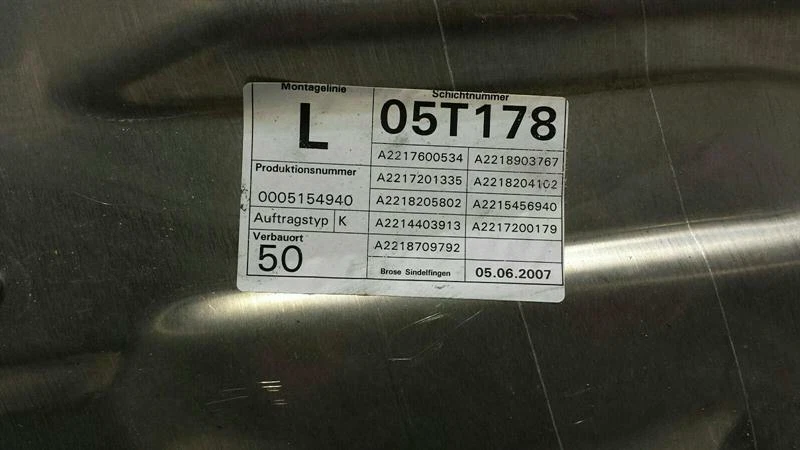 Montagelinie
L
Schichtnummer
05T178
Produktionsnummer
0005154940
Auftragstyp K
Verbauort
50
A2217600534 A2218903767
A2217201335 A2218204102
A2218205802 A2215456940
A2214403913 A2217200179
A2218709792
Brose Sindelfingen 05.06.2007